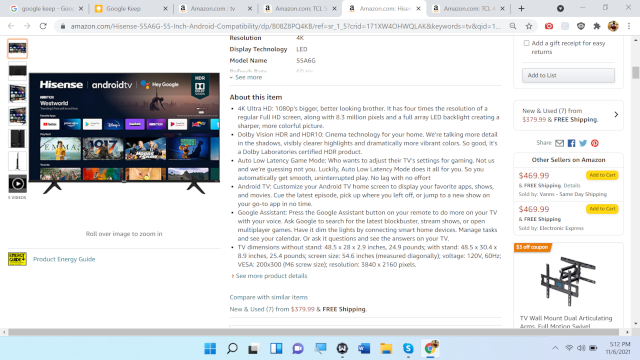 google keep - Goo
Google Keep
Amazon.com : tv
Amazon.com: TCL 5
Amazon.com: Hise
Amazon.com: TCL 4
amazon.com/Hisense-55A6G-55-Inch-Android-Compatibility/dp/B08ZBPQ4KB/ref=sr_1_5?crid=171XW4OHWQLAK&keywords=tv&qid=1...
Resolution 4K
Display Technology LED
Model Name 55A6G
See more
About this item
• 4K Ultra HD: 1080p's bigger, better looking brother. It has four times the resolution of a
regular Full HD screen, along with 8.3 million pixels and a full array LED backlight creating a
sharper, more colorful picture.
• Dolby Vision HDR and HDR10: Cinema technology for your home. We're talking more detail
in the shadows, visibly cleaner highlights and dramatically more vibrant colors. So good, it's
a Dolby Laboratories certified HDR product.
• Auto Low Latency Game Mode: Who wants to adjust their TV's settings for gaming. Not us
and we're guessing not you. Luckily, Auto Low Latency Mode does it all for you. So you
automatically get smooth, uninterrupted play. No lag with no effort
• Android TV: Customize your Android TV home screen to display your favorite apps, shows,
and movies. Cue the latest episode, pick up where you left off, or jump to a new show on
your go-to app in no time.
• Google Assistant: Press the Google Assistant button on your remote to do more on your TV
with your voice. Ask Google to search for the latest blockbuster, stream shows, or open
multiplayer games. Have it dim the lights by connecting smart home devices. Manage tasks
and see your calendar. Or ask it questions and see the answers on your TV.
• TV dimensions without stand: 48.5 x 28 x 2.9 inches, 24.9 pounds; with stand: 48.5 x 30.4
x 8.9 inches, 25.4 pounds; screen size: 54.6 inches (measured diagonally); voltage: 120V, 60Hz;
VESA: 200x300 (M6 screw size); resolution: 3840 x 2160 pixels.
› See more product details
Compare with similar items
New & Used (7) from $379.99 & FREE Shipping.
Hisense
androidtv
Hey Google
HDR
Westworld
Roll over image to zoom in
5 VIDEOS
Product Energy Guide
Add a gift receipt for easy
returns
Add to List
New & Used (7) from
$379.99 & FREE Shipping.
Share
Other Sellers on Amazon
$469.99
Add to Cart
& FREE Shipping. Details
Sold by: Vanns - Same Day Shipping
$469.99
Add to Cart
& FREE Shipping
Sold by: Electronic Express
$3 off coupon
TV Wall Mount Dual Articulating
Arms, Full Motion Swivel
5:12 PM
11/6/2021